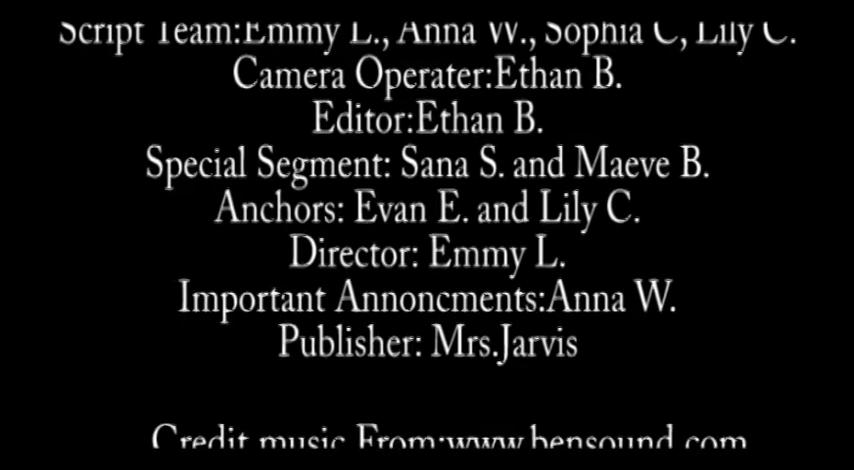 Script Team:Emmy L., Anna W., Sophia C, Lily C.
Camera Operater:Ethan B.
Editor:Ethan B.
Special Segment: Sana S. and Maeve B.
Anchors: Evan E. and Lily C.
Director: Emmy L.
Important Annoncments:Anna W.
Publisher: Mrs.Jarvis
Credit music From:www.bensound.com